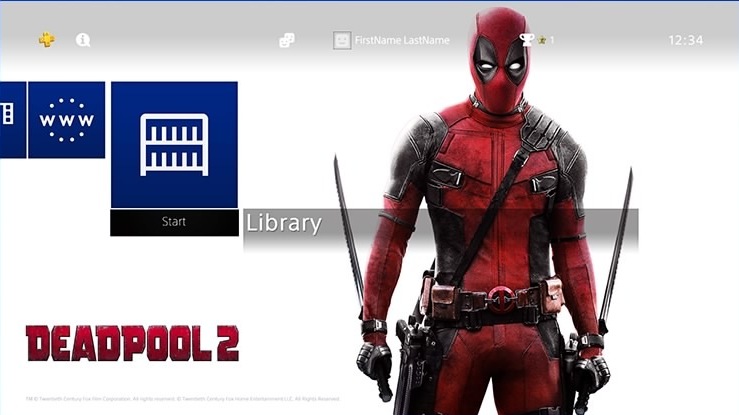 FirstName LastName
1
12:34
WWW
Start
Library
DEADPOOL 2
TM © Twentieth Century Fox Film Corporation. All rights reserved. © Twentieth Century Fox Home Entertainment LLC. All Rights Reserved.